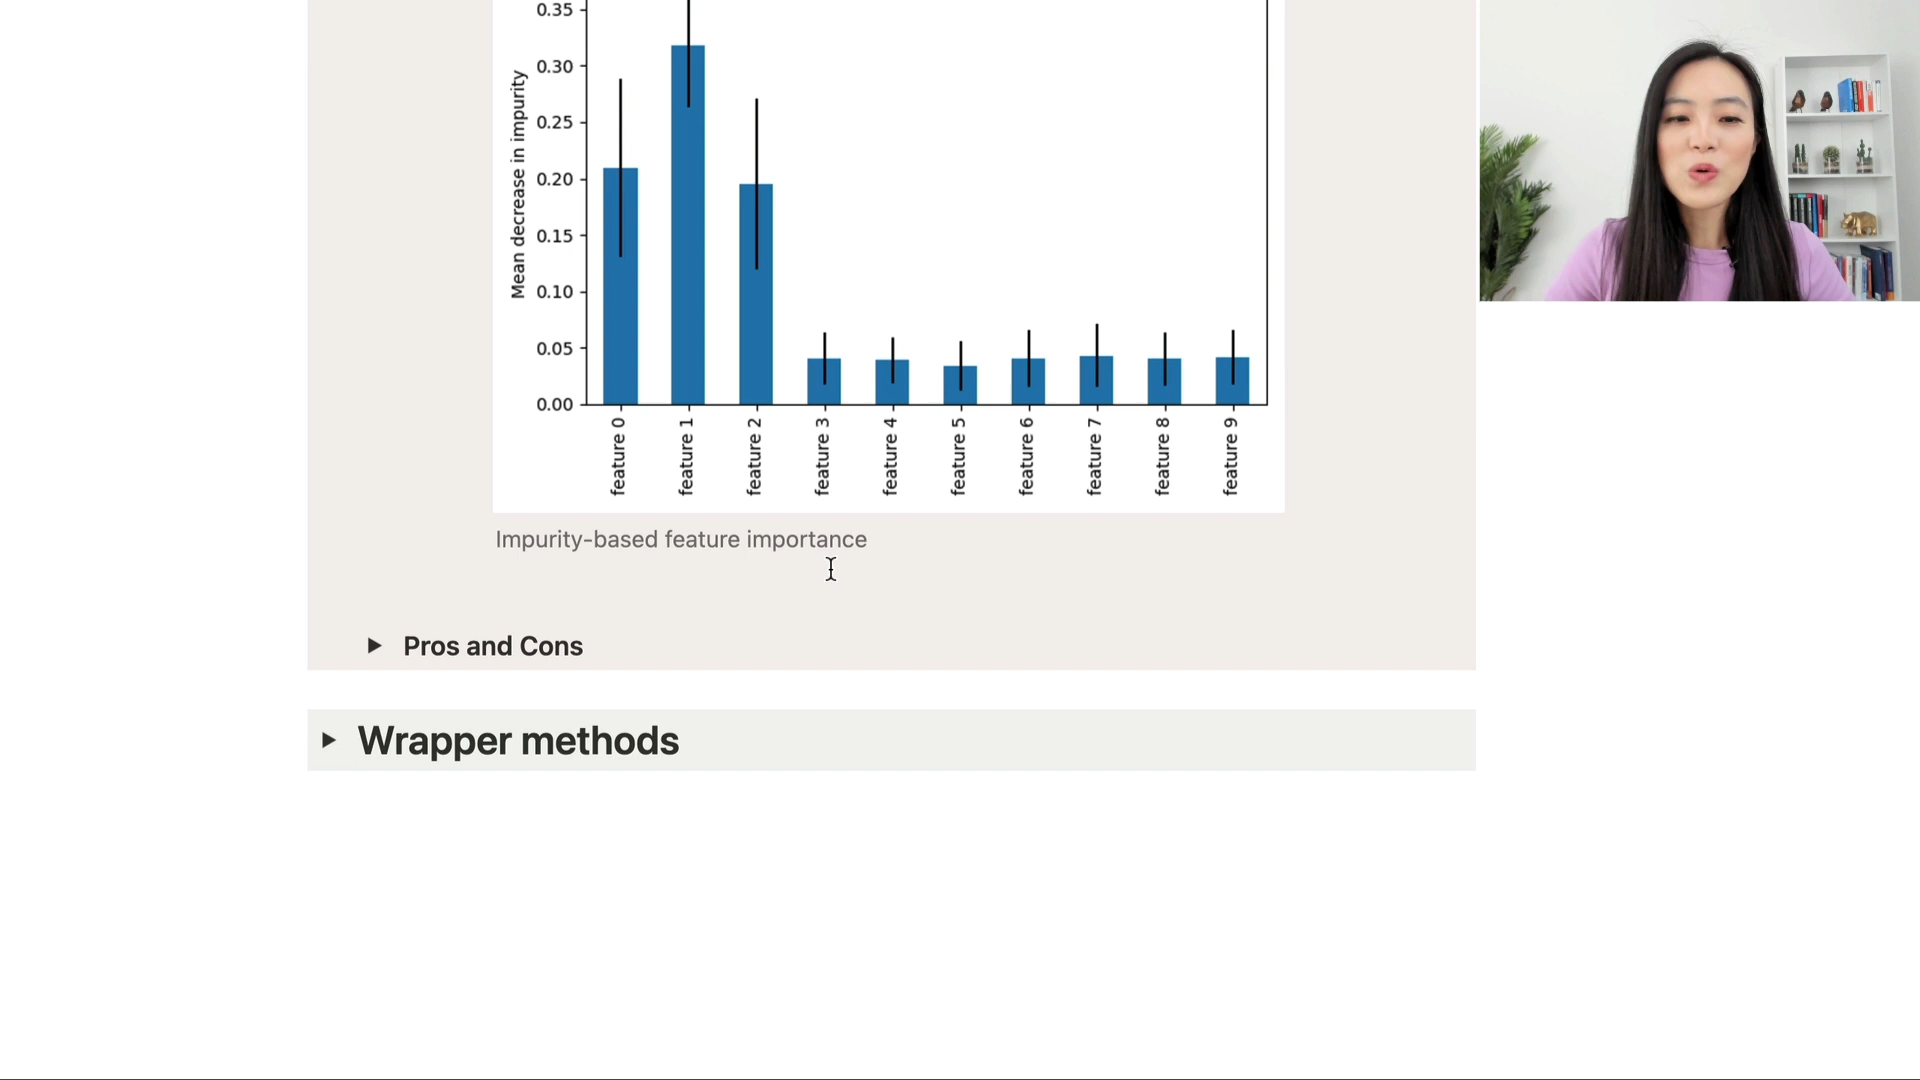 0.35
0.30
0.25
0.20
0.15
0.10
0.05
0.00
Mean decrease in impurity
feature 0
feature 1
feature 2
feature 3
feature 4
feature 5
feature 6
feature 7
feature 8
feature 9
Impurity-based feature importance
Pros and Cons
Wrapper methods